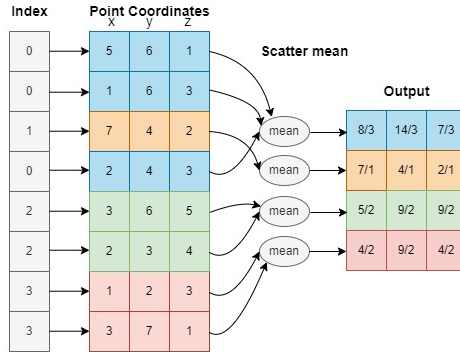 Index Point Coordinates
x y z
Scatter mean
Output
0 5 6 1
0 1 6 3
1 7 4 2
0 2 4 3
2 3 6 5
2 2 3 4
3 1 2 3
3 3 7 1
mean
mean
mean
mean
8/3 14/3 7/3
7/1 4/1 2/1
5/2 9/2 9/2
4/2 9/2 4/2